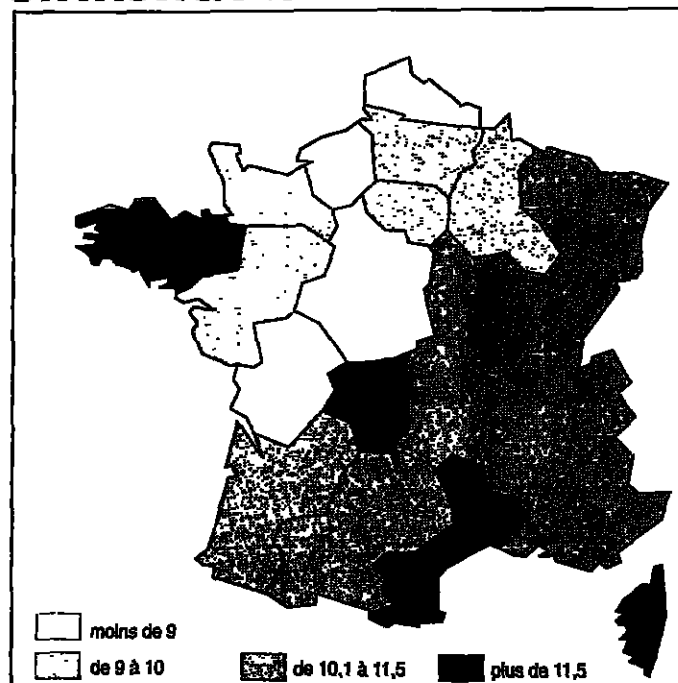 moins de 9
de 9 à 10
de 10,1 à 11,5
plus de 11,5